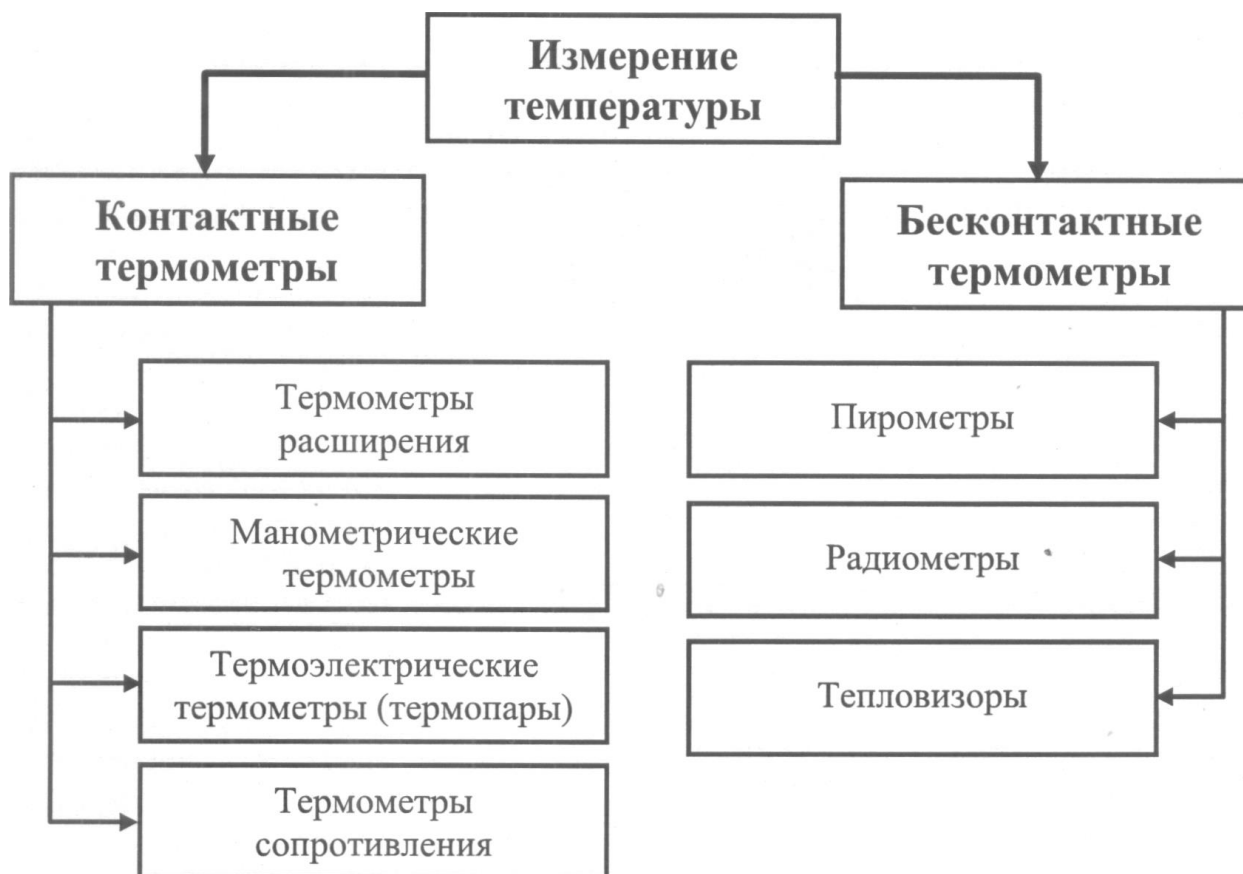 Измерение
температуры
Контактные
термометры
Бесконтактные
термометры
Термометры
расширения
Манометрические
термометры
Термоэлектрические
термометры (термопары)
Термометры
сопротивления
Пирометры
Радиометры
Тепловизоры